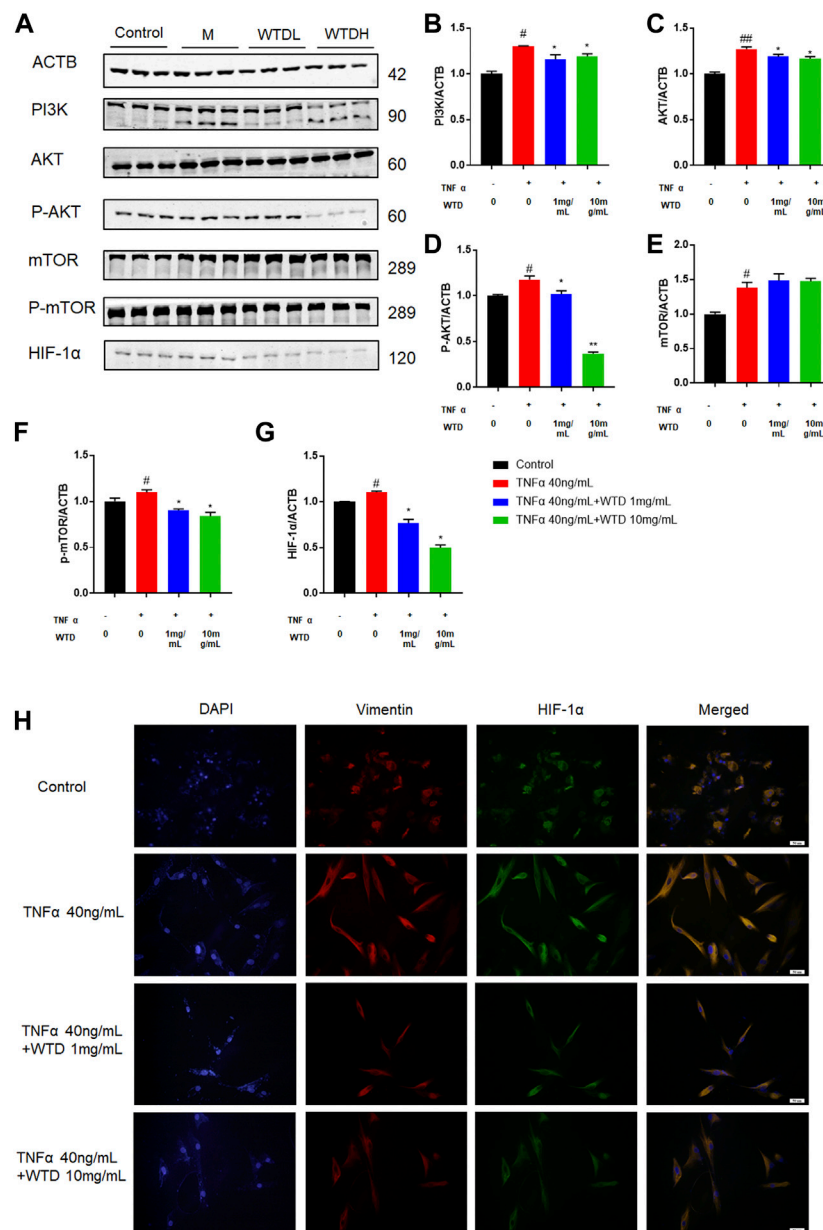 A
Control M WTDL WTDH
ACTB 42
PI3K 90
AKT 60
P-AKT 60
mTOR 289
P-mTOR 289
HIF-1α 120
B
PI3K/ACTB
1.5
1.0
0.5
0.0
# * *
TNF α - + + +
WTD 0 0 1mg/ 10m
mL g/mL
C
AKT/ACTB
1.5
1.0
0.5
0.0
## * *
TNF α - + + +
WTD 0 0 1mg/ 10m
mL g/mL
D
P-AKT/ACTB
1.5
1.0
0.5
0.0
# * **
TNF α - + + +
WTD 0 0 1mg/ 10m
mL g/mL
E
mTOR/ACTB
2.0
1.5
1.0
0.5
0.0
#
TNF α - + + +
WTD 0 0 1mg/ 10m
mL g/mL
F
p-mTOR/ACTB
1.5
1.0
0.5
0.0
# * *
TNF α - + + +
WTD 0 0 1mg/ 10m
mL g/mL
G
HIF-1α/ACTB
1.5
1.0
0.5
0.0
# * *
TNF α - + + +
WTD 0 0 1mg/ 10m
mL g/mL
Control
TNFα 40ng/mL
TNFα 40ng/mL+WTD 1mg/mL
TNFα 40ng/mL+WTD 10mg/mL
H
DAPI Vimentin HIF-1α Merged
Control
TNFα 40ng/mL
TNFα 40ng/mL
+WTD 1mg/mL
TNFα 40ng/mL
+WTD 10mg/mL